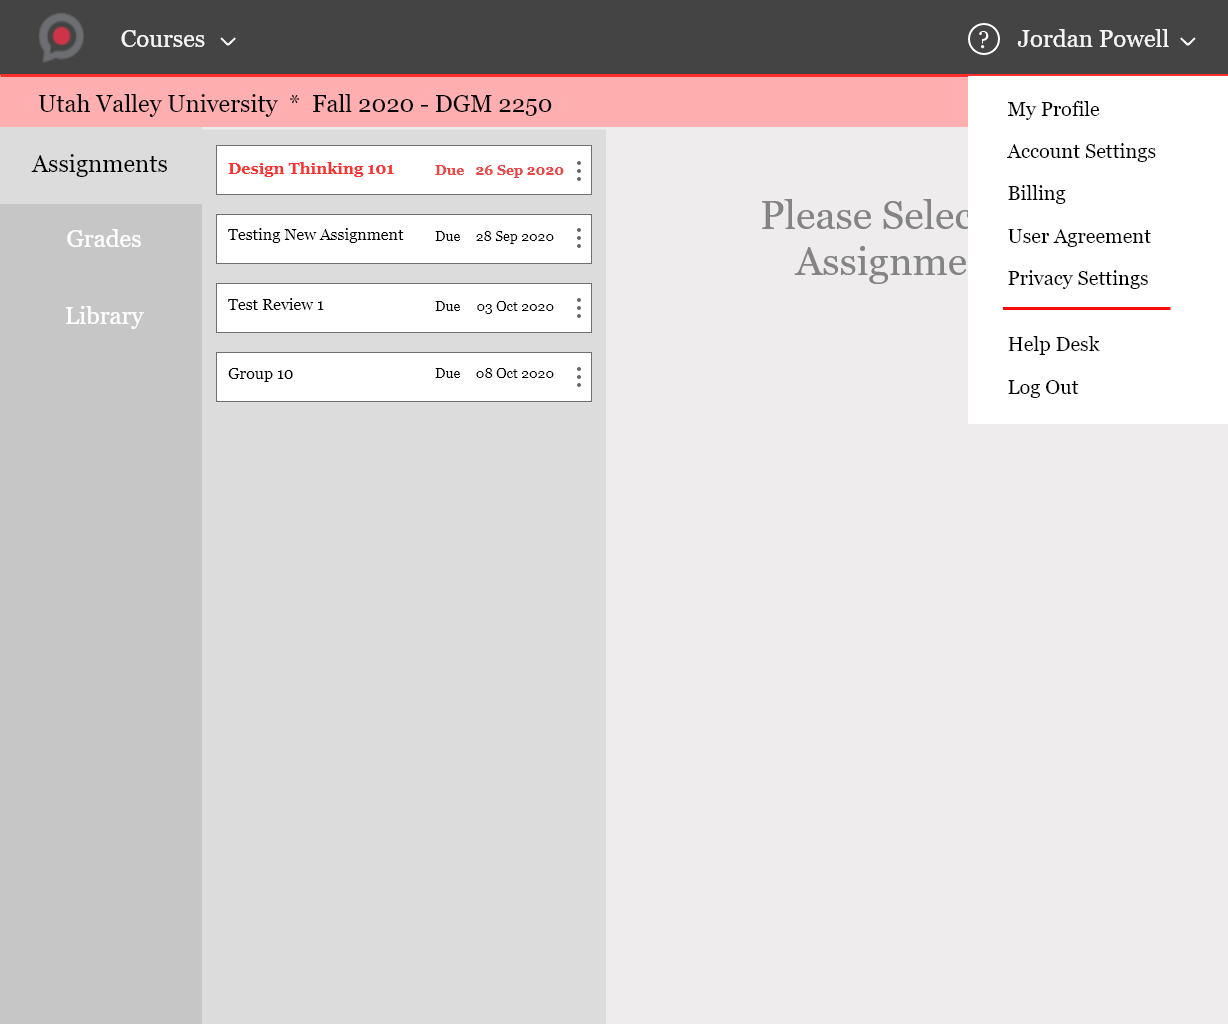 Courses
? Jordan Powell
Utah Valley University * Fall 2020 - DGM 2250
Assignments
Grades
Library
Design Thinking 101 Due 26 Sep 2020
Testing New Assignment Due 28 Sep 2020
Test Review 1 Due 03 Oct 2020
Group 10 Due 08 Oct 2020
Please Selec
Assignme
My Profile
Account Settings
Billing
User Agreement
Privacy Settings
Help Desk
Log Out